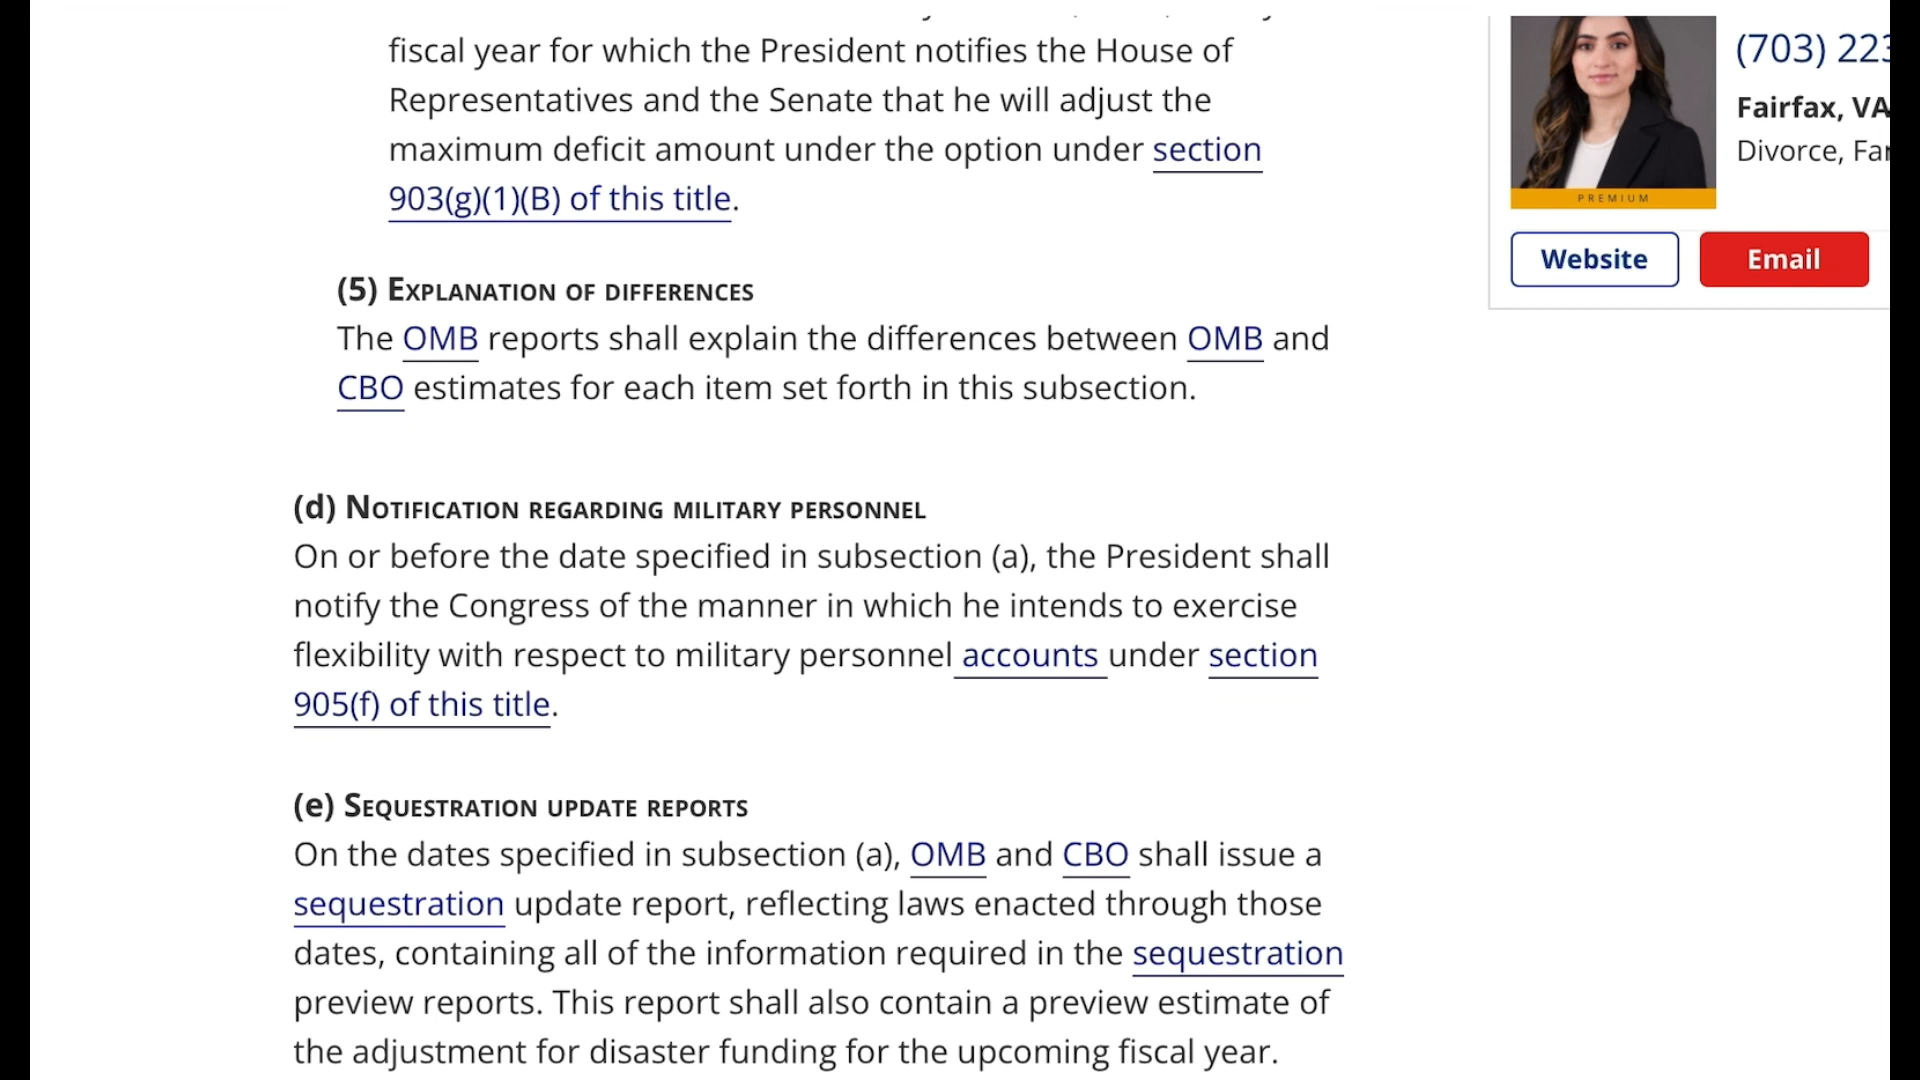 fiscal year for which the President notifies the House of
Representatives and the Senate that he will adjust the
maximum deficit amount under the option under section
903(g)(1)(B) of this title.
(5) Explanation of differences
The OMB reports shall explain the differences between OMB and
CBO estimates for each item set forth in this subsection.
(d) Notification regarding military personnel
On or before the date specified in subsection (a), the President shall
notify the Congress of the manner in which he intends to exercise
flexibility with respect to military personnel accounts under section
905(f) of this title.
(e) Sequestration update reports
On the dates specified in subsection (a), OMB and CBO shall issue a
sequestration update report, reflecting laws enacted through those
dates, containing all of the information required in the sequestration
preview reports. This report shall also contain a preview estimate of
the adjustment for disaster funding for the upcoming fiscal year.
(703) 223
Fairfax, VA
Divorce, Far
PREMIUM
Website
Email